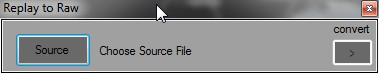 Replay to Raw
x
convert
Source
Choose Source File
>